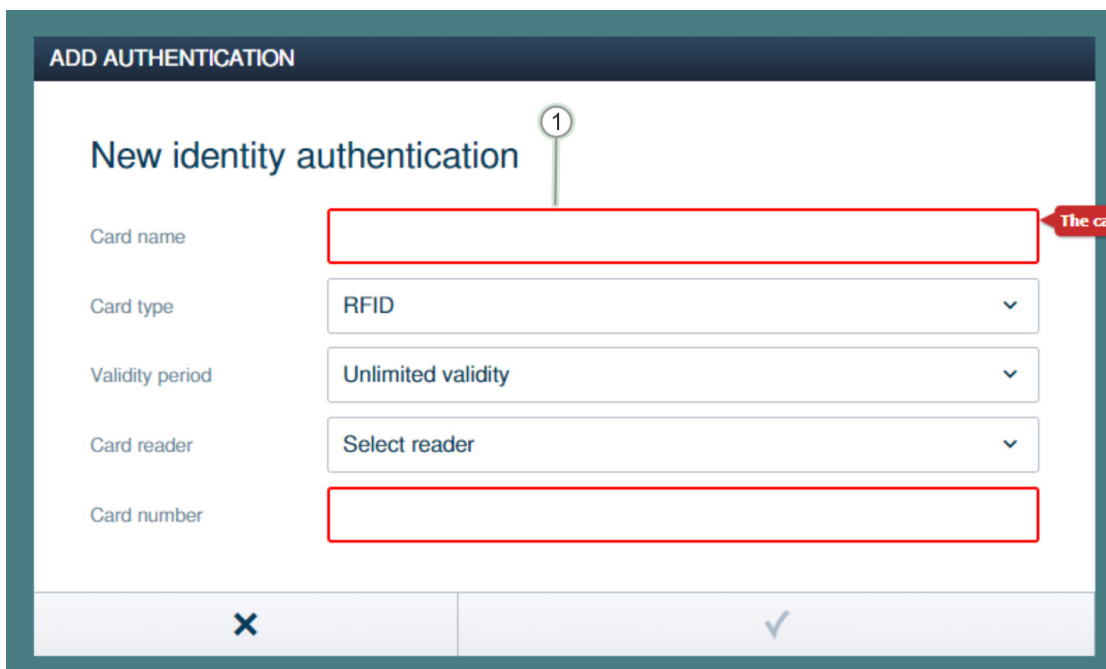 ADD AUTHENTICATION
1
New identity authentication
Card name
The
Card type RFID
Validity period Unlimited validity
Card reader Select reader
Card number